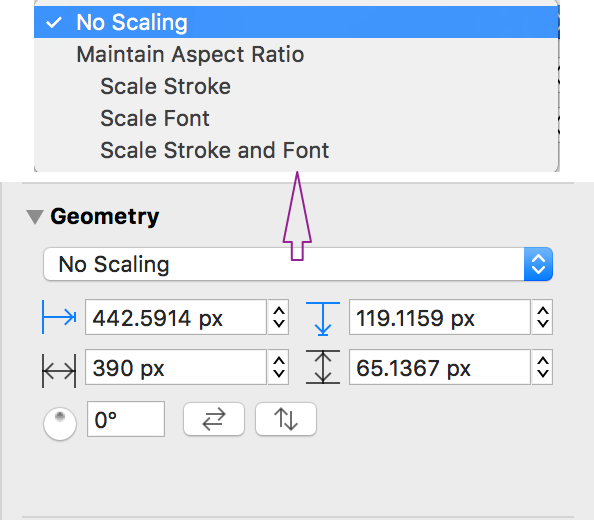 No Scaling
Maintain Aspect Ratio
Scale Stroke
Scale Font
Scale Stroke and Font
Geometry
No Scaling
442.5914 px 119.1159 px
390 px 65.1367 px
0°